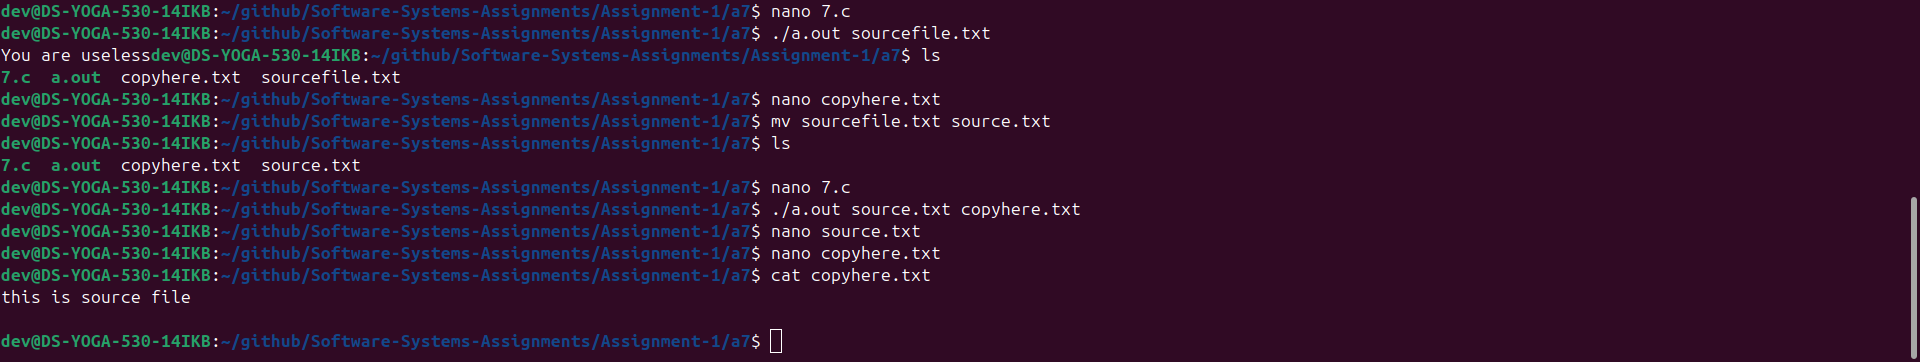 dev@DS-YOGA-530-14IKB:~/github/Software-Systems-Assignments/Assignment-1/a7$ nano 7.c
dev@DS-YOGA-530-14IKB:~/github/Software-Systems-Assignments/Assignment-1/a7$ ./a.out sourcefile.txt
You are uselessdev@DS-YOGA-530-14IKB:~/github/Software-Systems-Assignments/Assignment-1/a7$ ls
7.c  a.out  copyhere.txt  sourcefile.txt
dev@DS-YOGA-530-14IKB:~/github/Software-Systems-Assignments/Assignment-1/a7$ nano copyhere.txt
dev@DS-YOGA-530-14IKB:~/github/Software-Systems-Assignments/Assignment-1/a7$ mv sourcefile.txt source.txt
dev@DS-YOGA-530-14IKB:~/github/Software-Systems-Assignments/Assignment-1/a7$ ls
7.c  a.out  copyhere.txt  source.txt
dev@DS-YOGA-530-14IKB:~/github/Software-Systems-Assignments/Assignment-1/a7$ nano 7.c
dev@DS-YOGA-530-14IKB:~/github/Software-Systems-Assignments/Assignment-1/a7$ ./a.out source.txt copyhere.txt
dev@DS-YOGA-530-14IKB:~/github/Software-Systems-Assignments/Assignment-1/a7$ nano source.txt
dev@DS-YOGA-530-14IKB:~/github/Software-Systems-Assignments/Assignment-1/a7$ nano copyhere.txt
dev@DS-YOGA-530-14IKB:~/github/Software-Systems-Assignments/Assignment-1/a7$ cat copyhere.txt
this is source file
dev@DS-YOGA-530-14IKB:~/github/Software-Systems-Assignments/Assignment-1/a7$